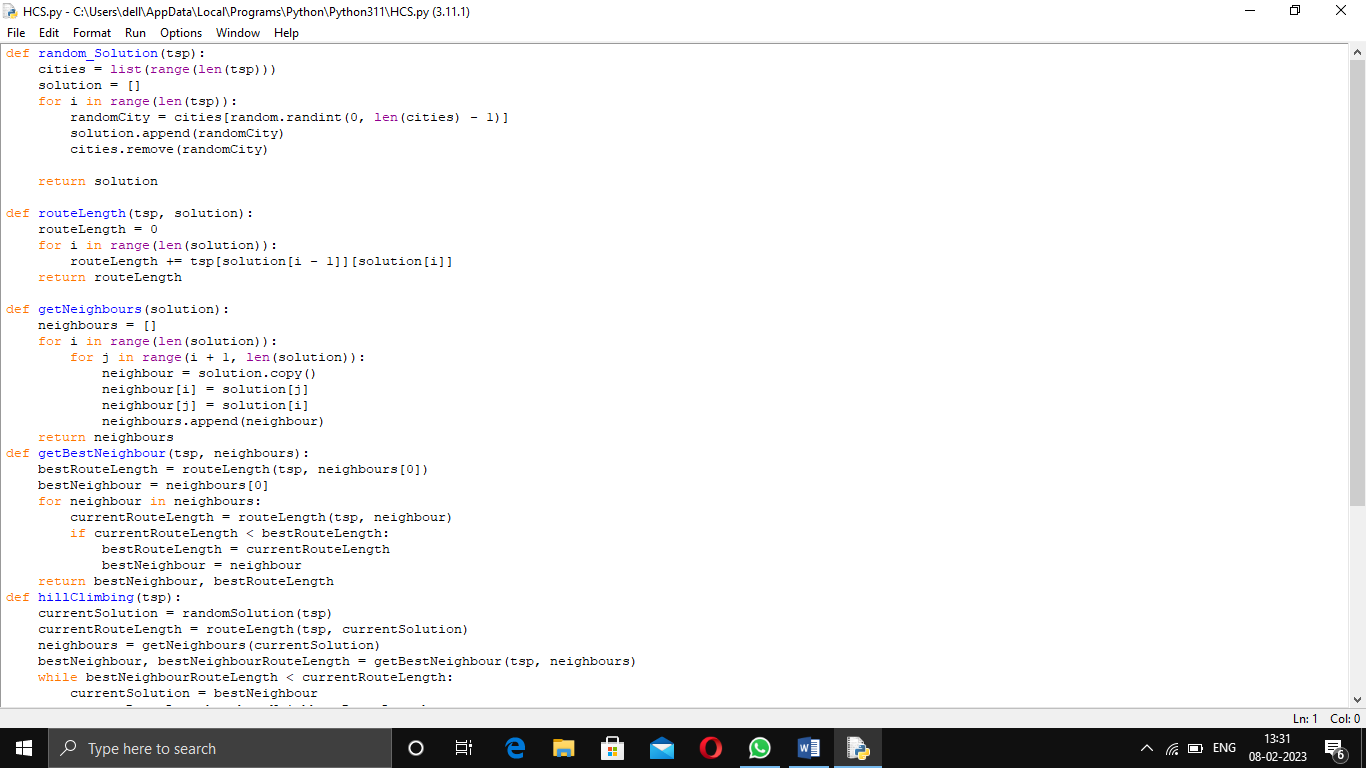 HCS.py - C:\Users\dell\AppData\Local\Programs\Python\Python311\HCS.py (3.11.1)
File Edit Format Run Options Window Help
def random_Solution(tsp):
    cities = list(range(len(tsp)))
    solution = []
    for i in range(len(tsp)):
        randomCity = cities[random.randint(0, len(cities) - 1)]
        solution.append(randomCity)
        cities.remove(randomCity)

    return solution

def routeLength(tsp, solution):
    routeLength = 0
    for i in range(len(solution)):
        routeLength += tsp[solution[i - 1]][solution[i]]
    return routeLength

def getNeighbours(solution):
    neighbours = []
    for i in range(len(solution)):
        for j in range(i + 1, len(solution)):
            neighbour = solution.copy()
            neighbour[i] = solution[j]
            neighbour[j] = solution[i]
            neighbours.append(neighbour)
    return neighbours
def getBestNeighbour(tsp, neighbours):
    bestRouteLength = routeLength(tsp, neighbours[0])
    bestNeighbour = neighbours[0]
    for neighbour in neighbours:
        currentRouteLength = routeLength(tsp, neighbour)
        if currentRouteLength < bestRouteLength:
            bestRouteLength = currentRouteLength
            bestNeighbour = neighbour
    return bestNeighbour, bestRouteLength
def hillClimbing(tsp):
    currentSolution = randomSolution(tsp)
    currentRouteLength = routeLength(tsp, currentSolution)
    neighbours = getNeighbours(currentSolution)
    bestNeighbour, bestNeighbourRouteLength = getBestNeighbour(tsp, neighbours)
    while bestNeighbourRouteLength < currentRouteLength:
        currentSolution = bestNeighbour
Ln: 1 Col: 0
Type here to search
ENG
13:31
08-02-2023
6